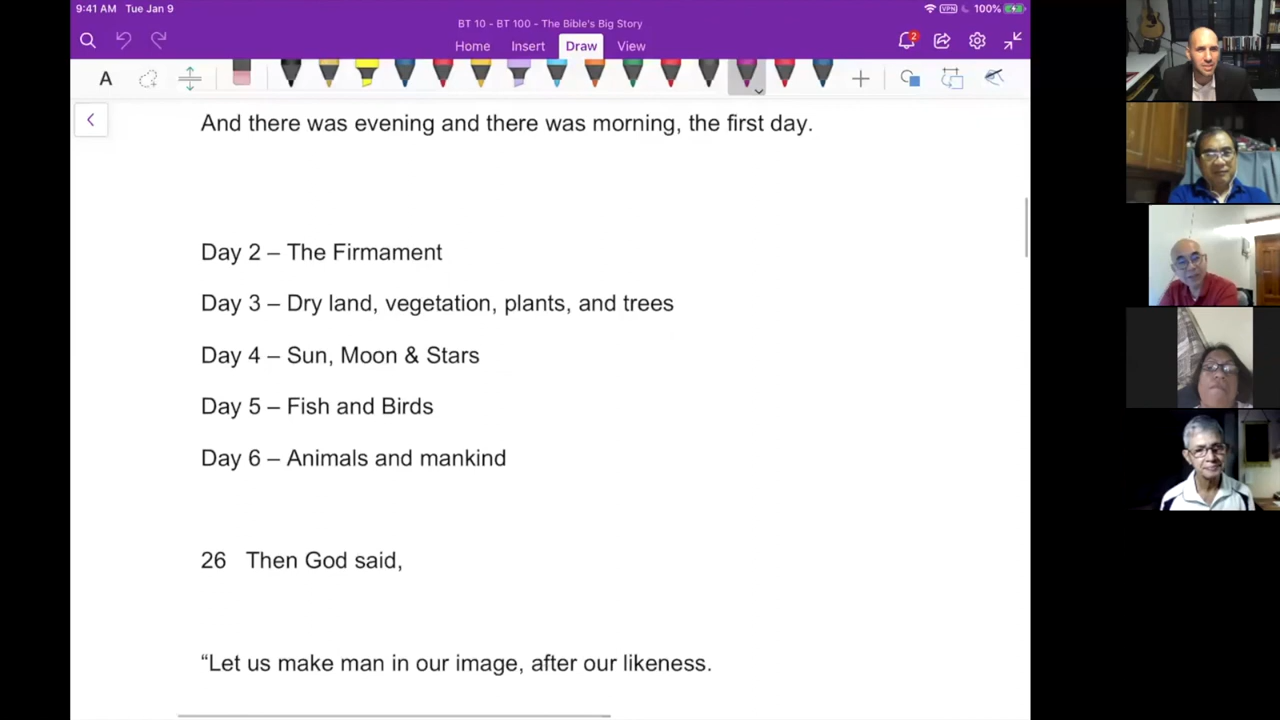 9:41 AM Tue Jan 9
VPN 100%
BT 10 - BT 100 - The Bible's Big Story
Home Insert Draw View
2
A
And there was evening and there was morning, the first day.
Day 2 – The Firmament
Day 3 – Dry land, vegetation, plants, and trees
Day 4 – Sun, Moon & Stars
Day 5 – Fish and Birds
Day 6 – Animals and mankind
26 Then God said,
“Let us make man in our image, after our likeness.